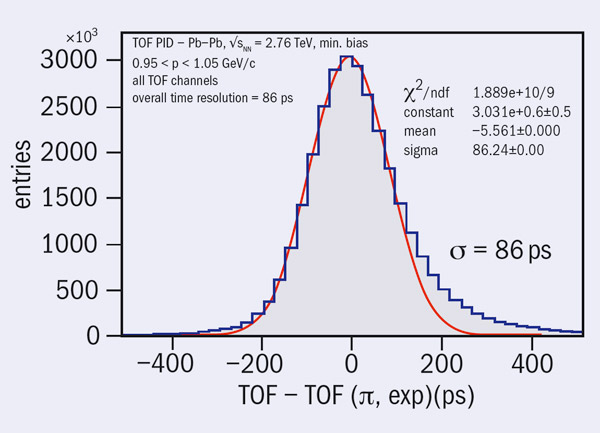 ×10³
TOF PID – Pb–Pb, √sNN = 2.76 TeV, min. bias
0.95 < p < 1.05 GeV/c
all TOF channels
overall time resolution = 86 ps
χ²/ndf 1.889e+10/9
constant 3.031e+0.6±0.5
mean −5.561±0.000
sigma 86.24±0.00
σ = 86 ps
entries
3000
2500
2000
1500
1000
500
0
−400 −200 0 200 400
TOF – TOF (π, exp)(ps)